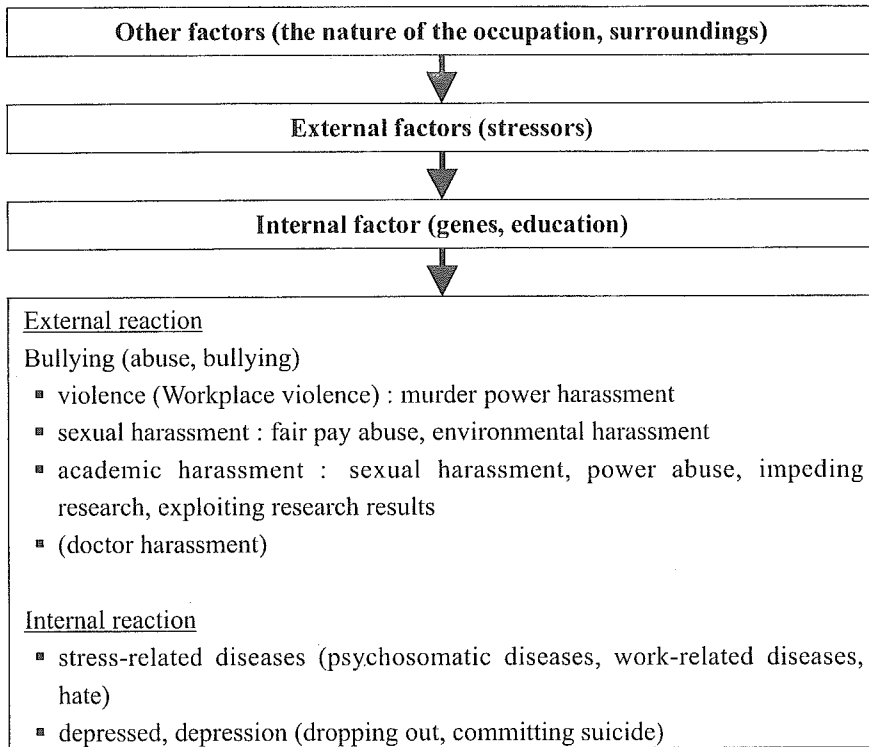 Other factors (the nature of the occupation, surroundings)
External factors (stressors)
Internal factor (genes, education)
External reaction
Bullying (abuse, bullying)
▪ violence (Workplace violence) : murder power harassment
▪ sexual harassment : fair pay abuse, environmental harassment
▪ academic harassment : sexual harassment, power abuse, impeding
research, exploiting research results
▪ (doctor harassment)
Internal reaction
▪ stress-related diseases (psychosomatic diseases, work-related diseases,
hate)
▪ depressed, depression (dropping out, committing suicide)